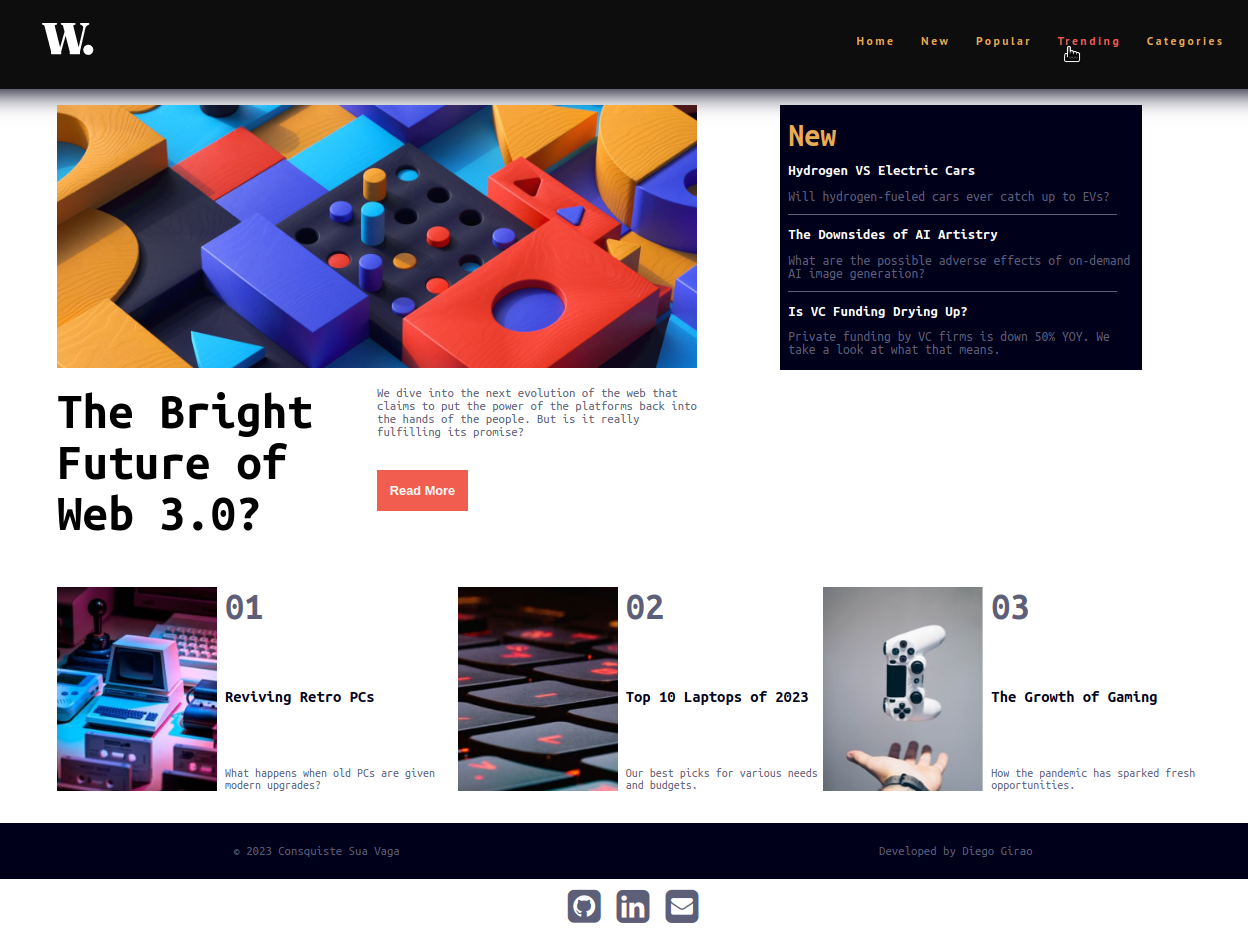 W.
Home New Popular Trending Categories
New
Hydrogen VS Electric Cars
Will hydrogen-fueled cars ever catch up to EVs?
The Downsides of AI Artistry
What are the possible adverse effects of on-demand
AI image generation?
Is VC Funding Drying Up?
Private funding by VC firms is down 50% YOY. We
take a look at what that means.
The Bright
Future of
Web 3.0?
We dive into the next evolution of the web that
claims to put the power of the platforms back into
the hands of the people. But is it really
fulfilling its promise?
Read More
01
Reviving Retro PCs
What happens when old PCs are given
modern upgrades?
02
Top 10 Laptops of 2023
Our best picks for various needs
and budgets.
03
The Growth of Gaming
How the pandemic has sparked fresh
opportunities.
© 2023 Consquiste Sua Vaga
Developed by Diego Girao
in